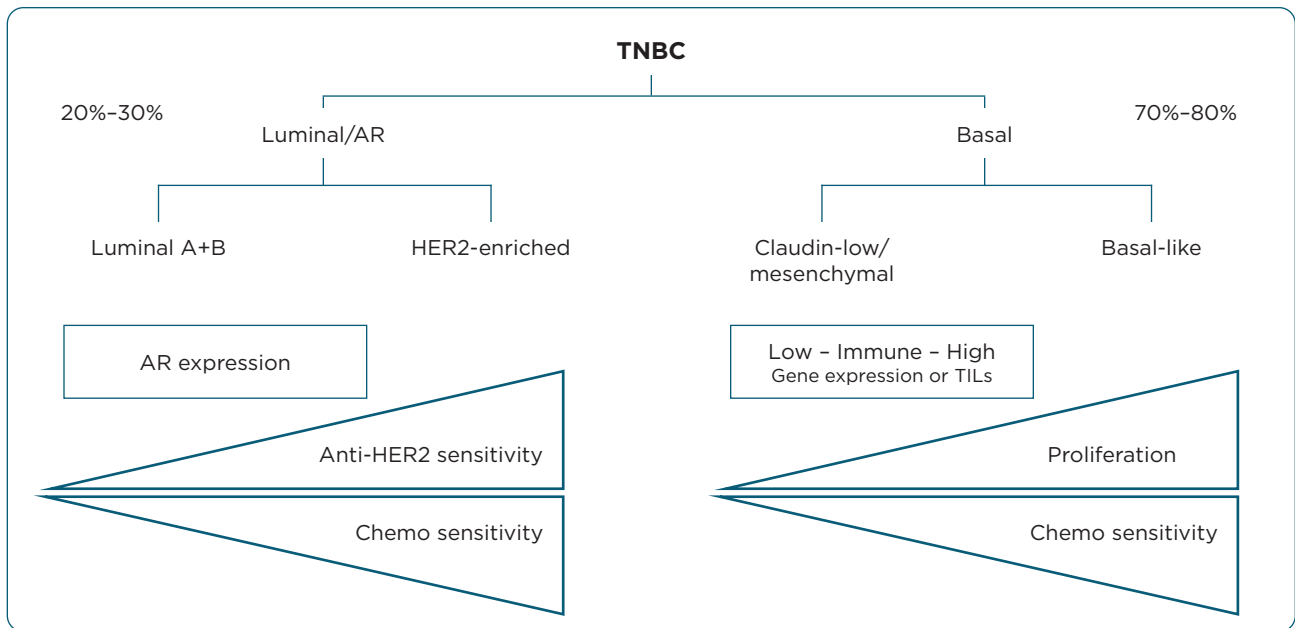 TNBC
20%–30%
70%–80%
Luminal/AR
Basal
Luminal A+B
HER2-enriched
Claudin-low/
mesenchymal
Basal-like
AR expression
Low – Immune – High
Gene expression or TILs
Anti-HER2 sensitivity
Proliferation
Chemo sensitivity
Chemo sensitivity